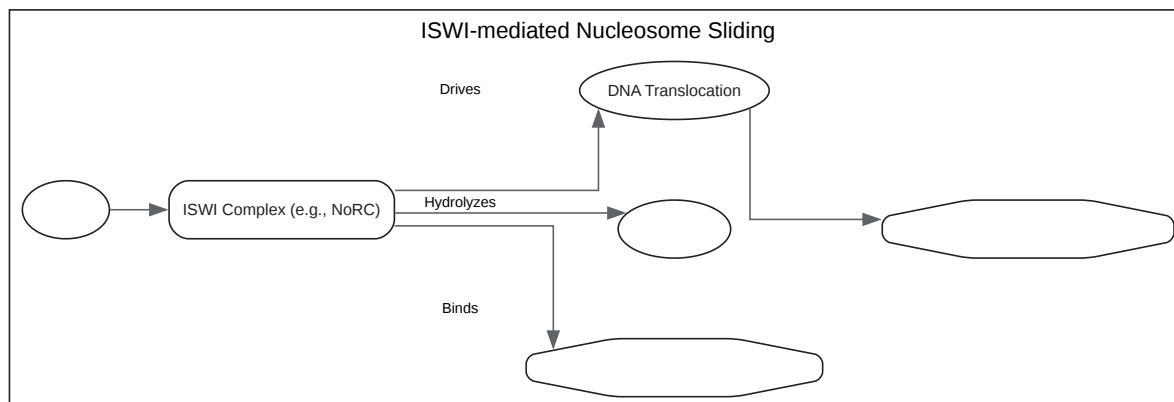 ISWI-mediated Nucleosome Sliding
Drives
DNA Translocation
ISWI Complex (e.g., NoRC)
Hydrolyzes
Binds